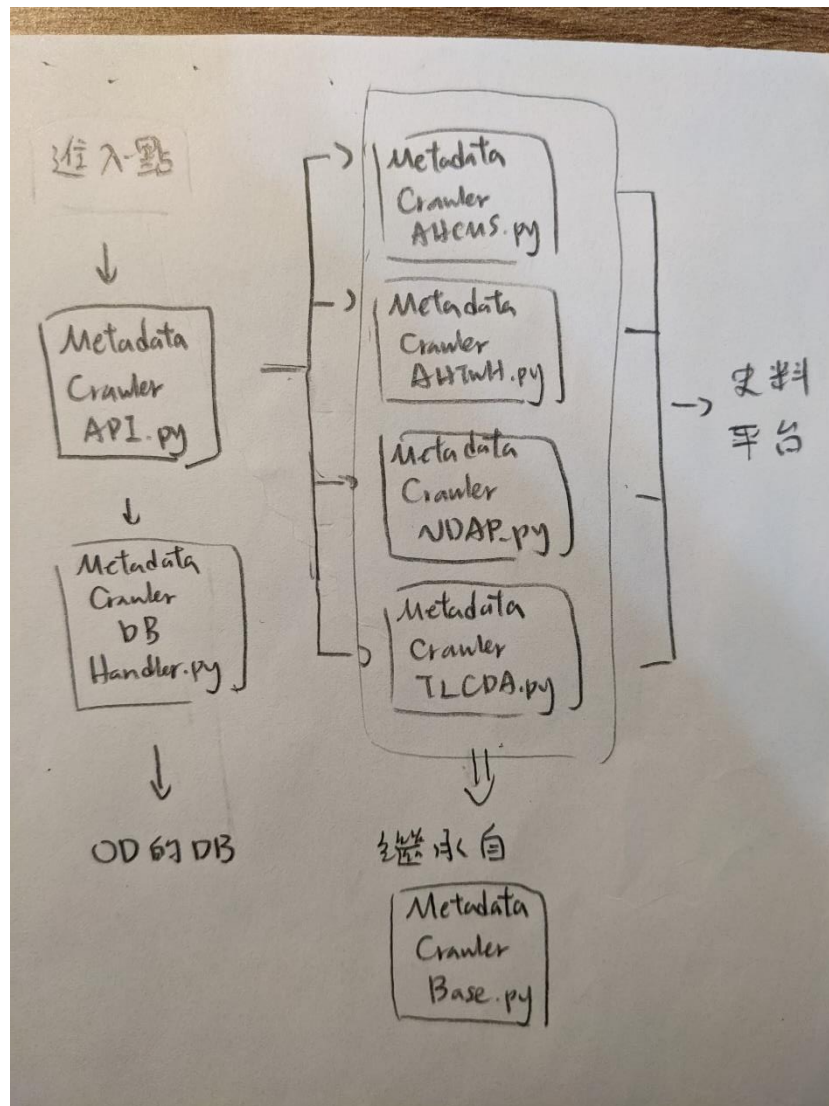 進入點
Metadata
Crawler
API.py
Metadata
Crawler
DB
Handler.py
OD的DB
Metadata
Crawler
AHCMS.py
Metadata
Crawler
AHTWH.py
Metadata
Crawler
NDAP.py
Metadata
Crawler
TLCDA.py
繼承自
Metadata
Crawler
Base.py
史料
平台